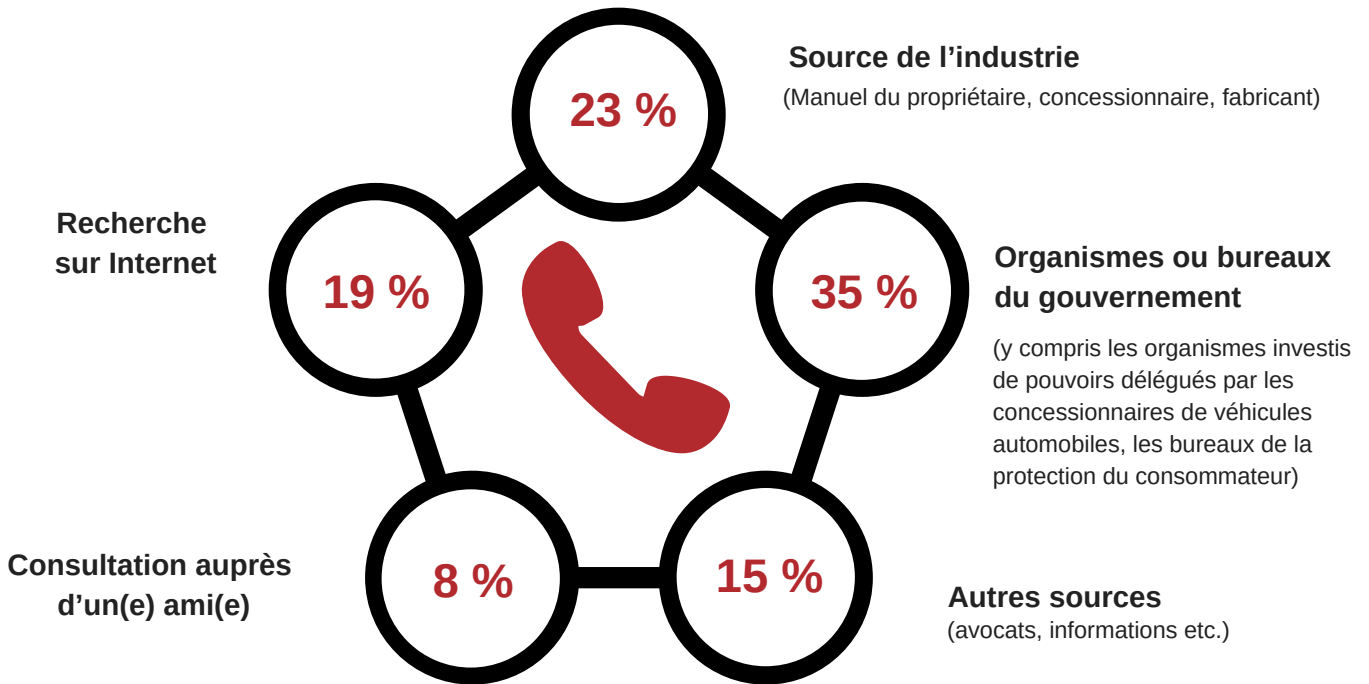 23 %
Source de l’industrie
(Manuel du propriétaire, concessionnaire, fabricant)
Recherche
sur Internet
19 %
35 %
Organismes ou bureaux
du gouvernement
(y compris les organismes investis
de pouvoirs délégués par les
concessionnaires de véhicules
automobiles, les bureaux de la
protection du consommateur)
Consultation auprès
d’un(e) ami(e)
8 %
15 %
Autres sources
(avocats, informations etc.)